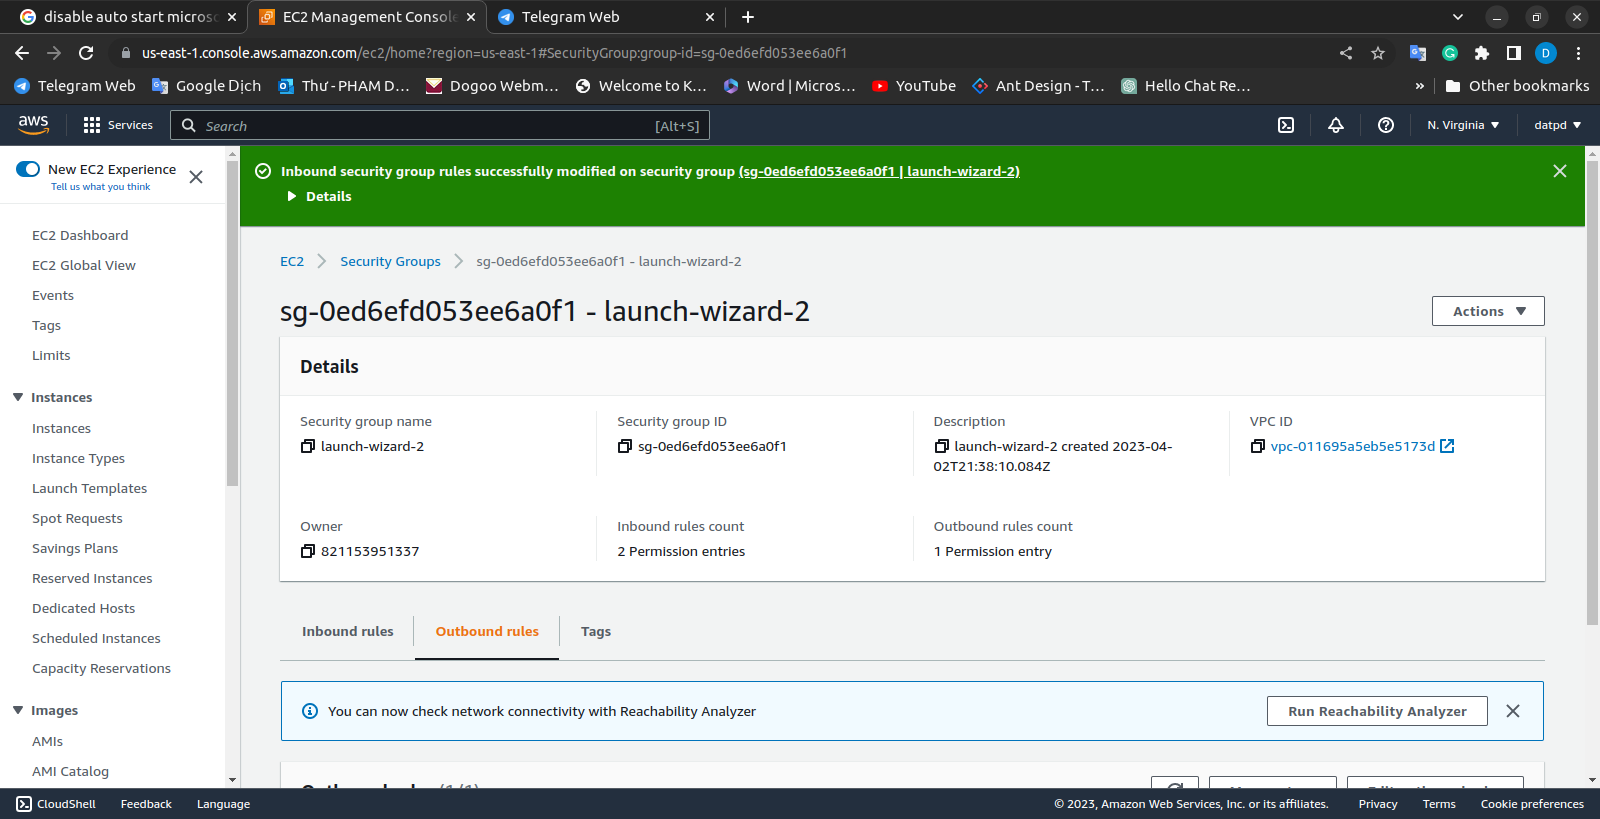 disable auto start micros
EC2 Management Console
Telegram Web
us-east-1.console.aws.amazon.com/ec2/home?region=us-east-1#SecurityGroup:group-id=sg-0ed6efd053ee6a0f1
D
Telegram Web
Google Dịch
Thư - PHAM D...
Dogoo Webm...
Welcome to K...
Word | Micros...
YouTube
Ant Design - T...
Hello Chat Re...
»
Other bookmarks
aws
Services
Search
[Alt+S]
N. Virginia
datpd
New EC2 Experience
Tell us what you think
EC2 Dashboard
EC2 Global View
Events
Tags
Limits
Instances
Instances
Instance Types
Launch Templates
Spot Requests
Savings Plans
Reserved Instances
Dedicated Hosts
Scheduled Instances
Capacity Reservations
Images
AMIs
AMI Catalog
Inbound security group rules successfully modified on security group (sg-0ed6efd053ee6a0f1 | launch-wizard-2)
Details
EC2
Security Groups
sg-0ed6efd053ee6a0f1 - launch-wizard-2
sg-0ed6efd053ee6a0f1 - launch-wizard-2
Actions
Details
Security group name
launch-wizard-2
Security group ID
sg-0ed6efd053ee6a0f1
Description
launch-wizard-2 created 2023-04-
02T21:38:10.084Z
VPC ID
vpc-011695a5eb5e5173d
Owner
821153951337
Inbound rules count
2 Permission entries
Outbound rules count
1 Permission entry
Inbound rules
Outbound rules
Tags
You can now check network connectivity with Reachability Analyzer
Run Reachability Analyzer
CloudShell
Feedback
Language
© 2023, Amazon Web Services, Inc. or its affiliates.
Privacy
Terms
Cookie preferences